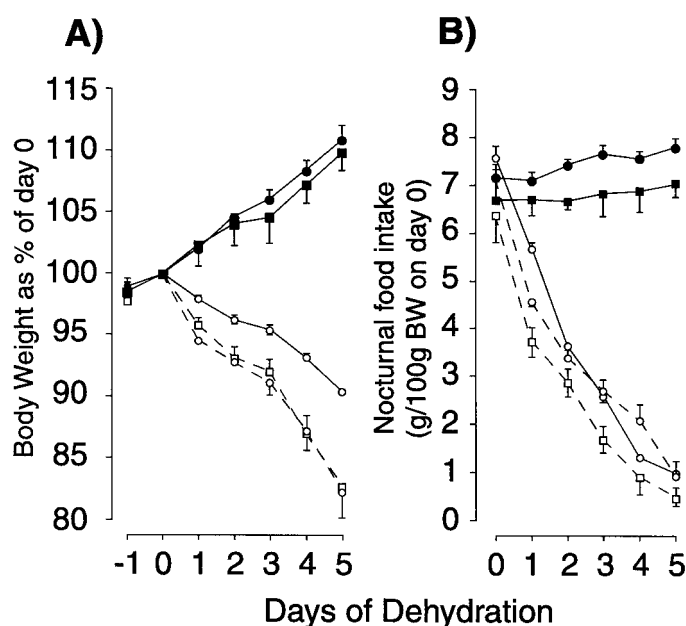 A)
Body Weight as % of day 0
115
110
105
100
95
90
85
80
-1 0 1 2 3 4 5
B)
Nocturnal food intake
(g/100g BW on day 0)
9
8
7
6
5
4
3
2
1
0
0 1 2 3 4 5
Days of Dehydration